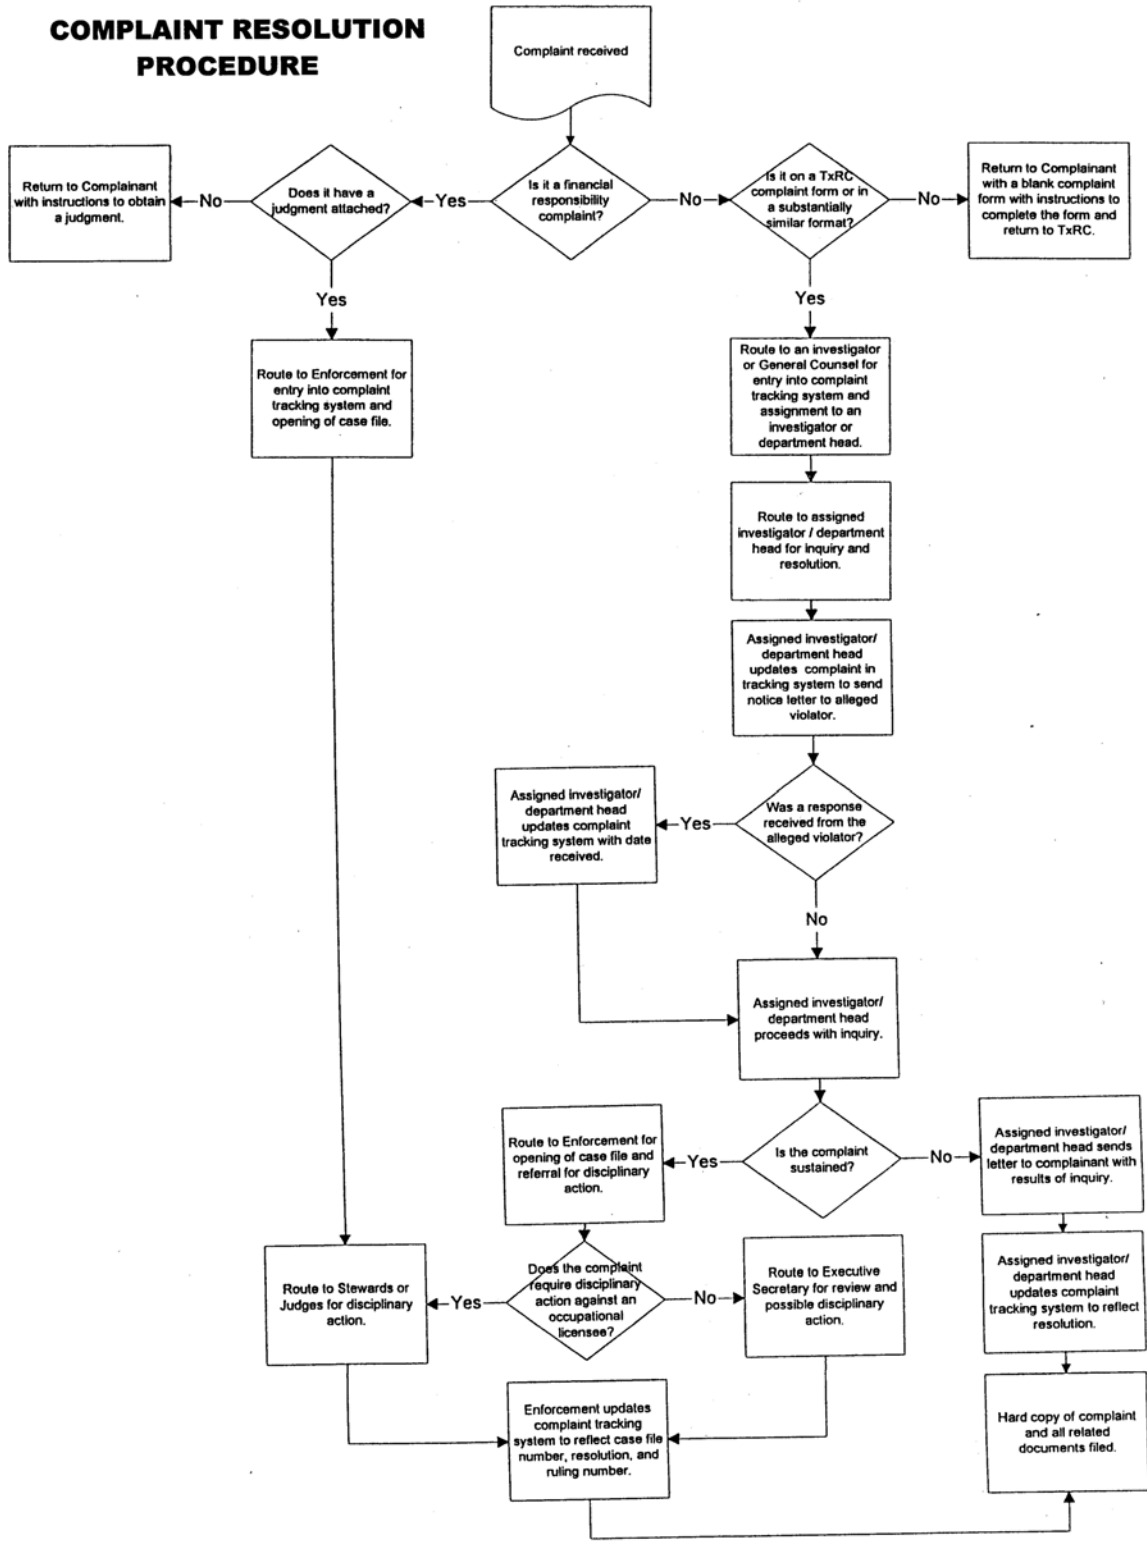 COMPLAINT RESOLUTION
PROCEDURE
Complaint received
Return to Complainant
with instructions to obtain
a judgment.
No
Does it have a
judgment attached?
Yes
Is it a financial
responsibility
complaint?
No
Is it on a TxRC
complaint form or in
a substantially
similar format?
No
Return to Complainant
with a blank complaint
form with instructions to
complete the form and
return to TxRC.
Yes
Yes
Route to Enforcement for
entry into complaint
tracking system and
opening of case file.
Route to an investigator
or General Counsel for
entry into complaint
tracking system and
assignment to an
investigator or
department head.
Route to assigned
investigator / department
head for inquiry and
resolution.
Assigned investigator/
department head
updates complaint in
tracking system to send
notice letter to alleged
violator.
Assigned investigator/
department head
updates complaint
tracking system with date
received.
Yes
Was a response
received from the
alleged violator?
No
Assigned investigator/
department head
proceeds with inquiry.
Route to Enforcement for
opening of case file and
referral for disciplinary
action.
Yes
Is the complaint
sustained?
No
Assigned investigator/
department head sends
letter to complainant with
results of inquiry.
Route to Stewards or
Judges for disciplinary
action.
Yes
Does the complaint
require disciplinary
action against an
occupational
licensee?
No
Route to Executive
Secretary for review and
possible disciplinary
action.
Assigned investigator/
department head
updates complaint
tracking system to reflect
resolution.
Enforcement updates
complaint tracking
system to reflect case file
number, resolution, and
ruling number.
Hard copy of complaint
and all related
documents filed.